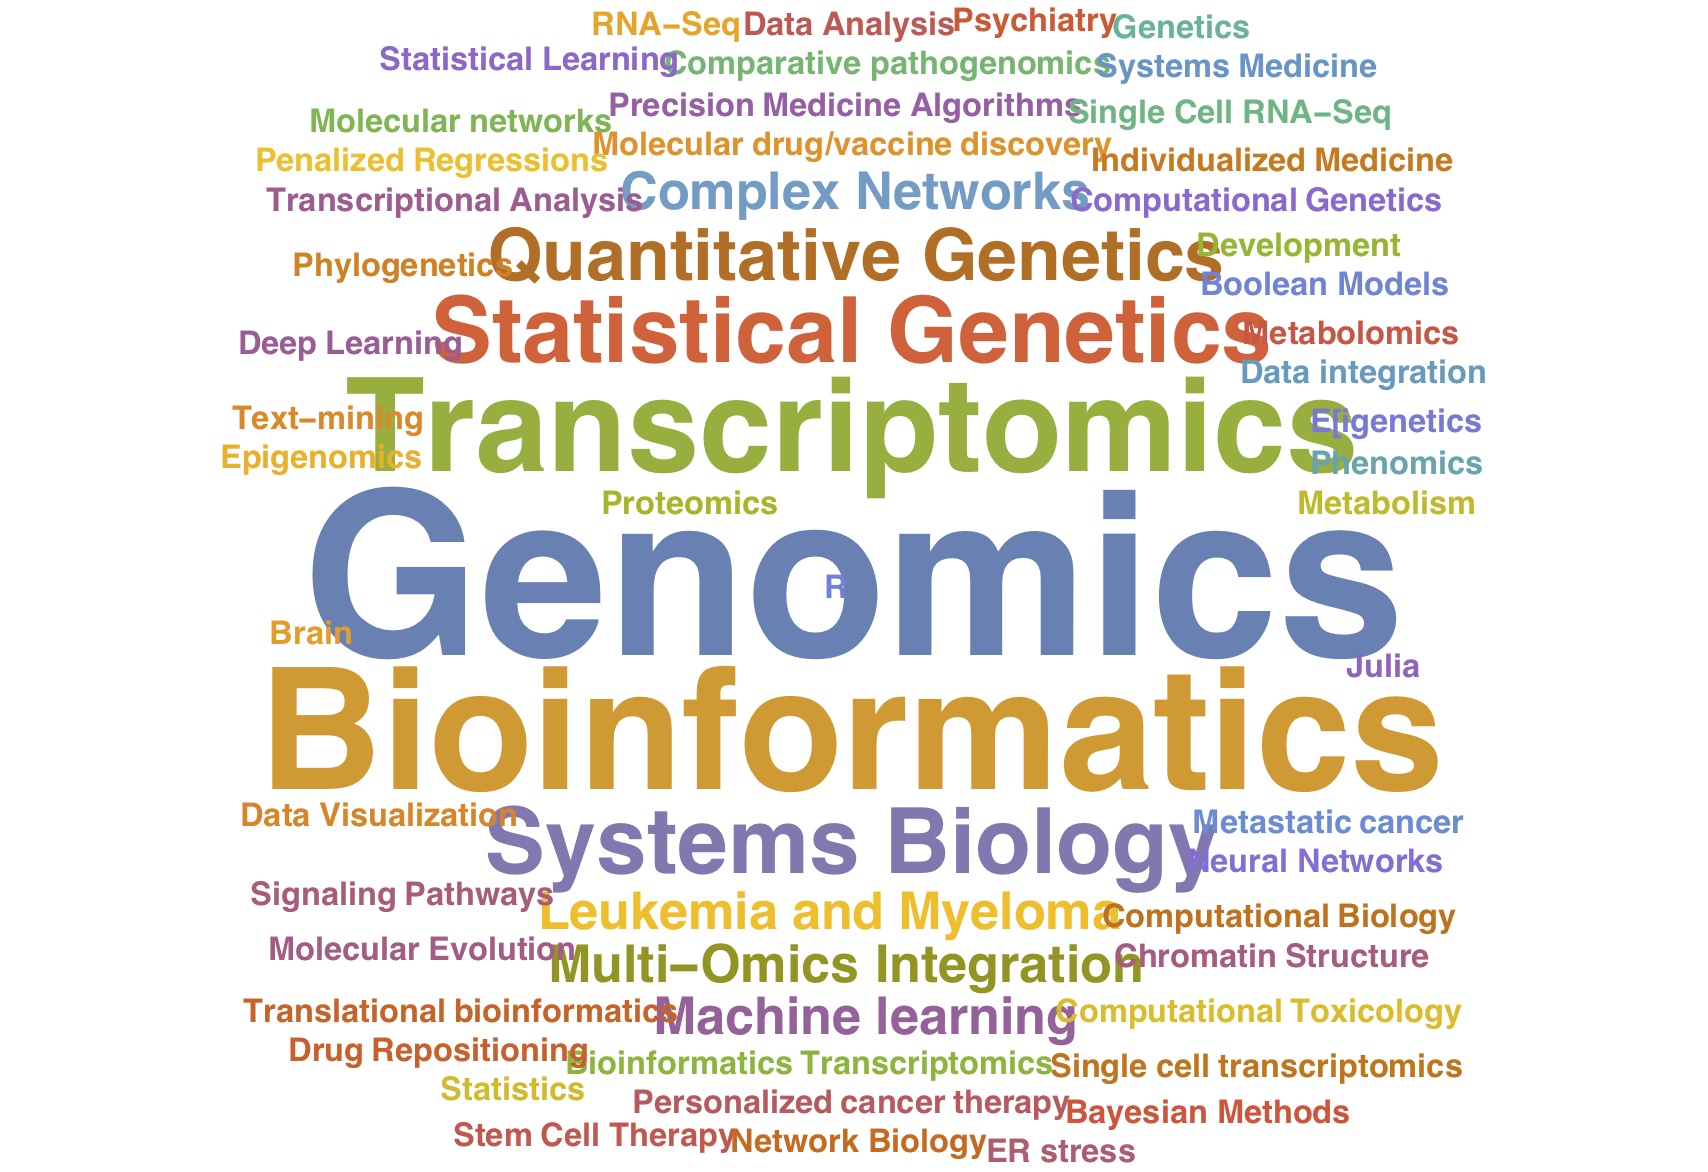 RNA–Seq
Data Analysis
Psychiatry
Genetics
Statistical Learning
Comparative pathogenomics
Systems Medicine
Precision Medicine Algorithms
Single Cell RNA–Seq
Molecular networks
Molecular drug/vaccine discovery
Penalized Regressions
Individualized Medicine
Transcriptional Analysis
Complex Networks
Computational Genetics
Quantitative Genetics
Development
Phylogenetics
Boolean Models
Statistical Genetics
Metabolomics
Deep Learning
Data integration
Transcriptomics
Text–mining
E[igenetics
Epigenomics
Phenomics
Proteomics
Metabolism
Genomics
R
Brain
Julia
Bioinformatics
Data Visualization
Systems Biology
Metastatic cancer
Neural Networks
Signaling Pathways
Leukemia and Myeloma
Computational Biology
Molecular Evolution
Multi–Omics Integration
Chromatin Structure
Translational bioinformatics
Machine learning
Computational Toxicology
Drug Repositioning
Bioinformatics Transcriptomics
Single cell transcriptomics
Statistics
Personalized cancer therapy
Bayesian Methods
Stem Cell Therapy
Network Biology
ER stress